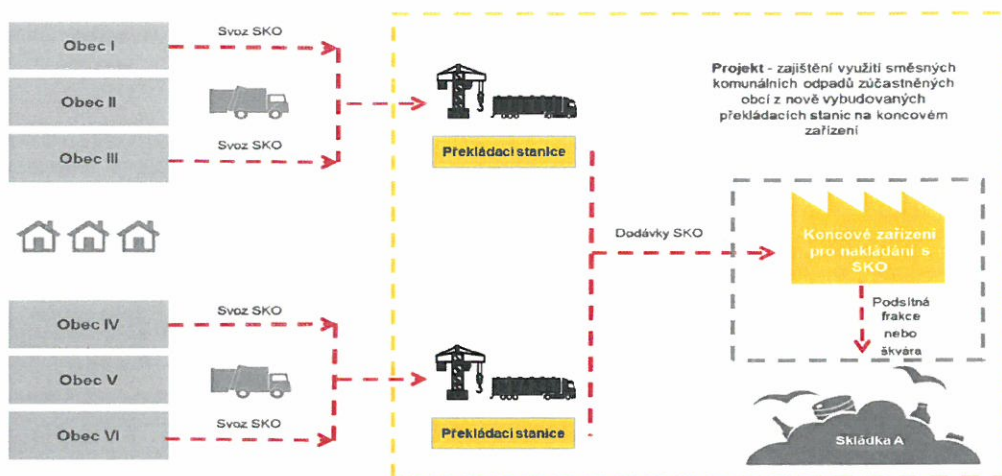 Obec I
Obec II
Obec III
Svoz SKO
Svoz SKO
Překládací stanice
Projekt - zajištění využití směsných
komunálních odpadů zúčastněných
obcí z nově vybudovaných
překládacích stanic na koncovém
zařízení
Dodávky SKO
Koncové zařízení
pro nakládání s
SKO
Podsítná
frakce
nebo
škvára
Obec IV
Obec V
Obec VI
Svoz SKO
Svoz SKO
Překládací stanice
Skládka A